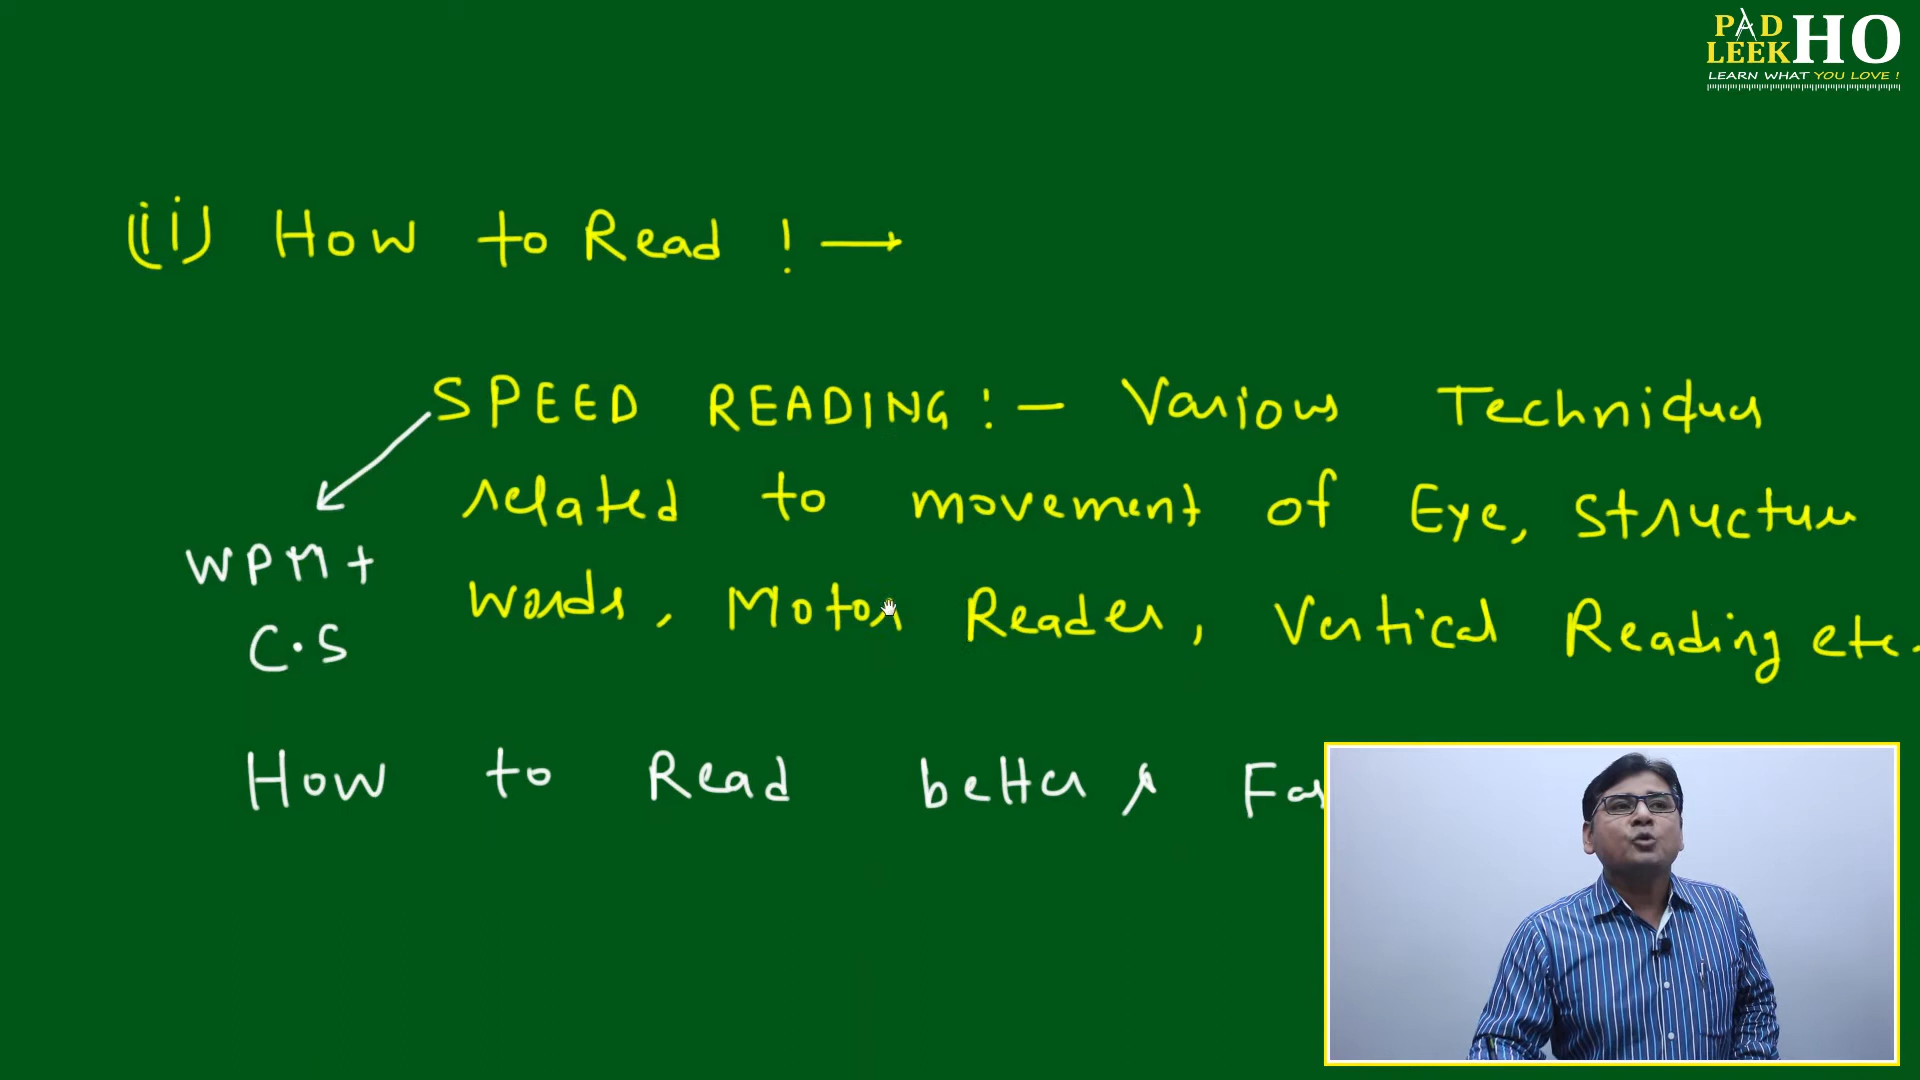 PAD LEEK HO
LEARN WHAT YOU LOVE !
(ii) How to Read ! →
SPEED READING : - Various Techniques
related to movement of Eye, Structure
WPM + words, Motor Reader, Vertical Reading etc.
C.S
How to Read better & Fas